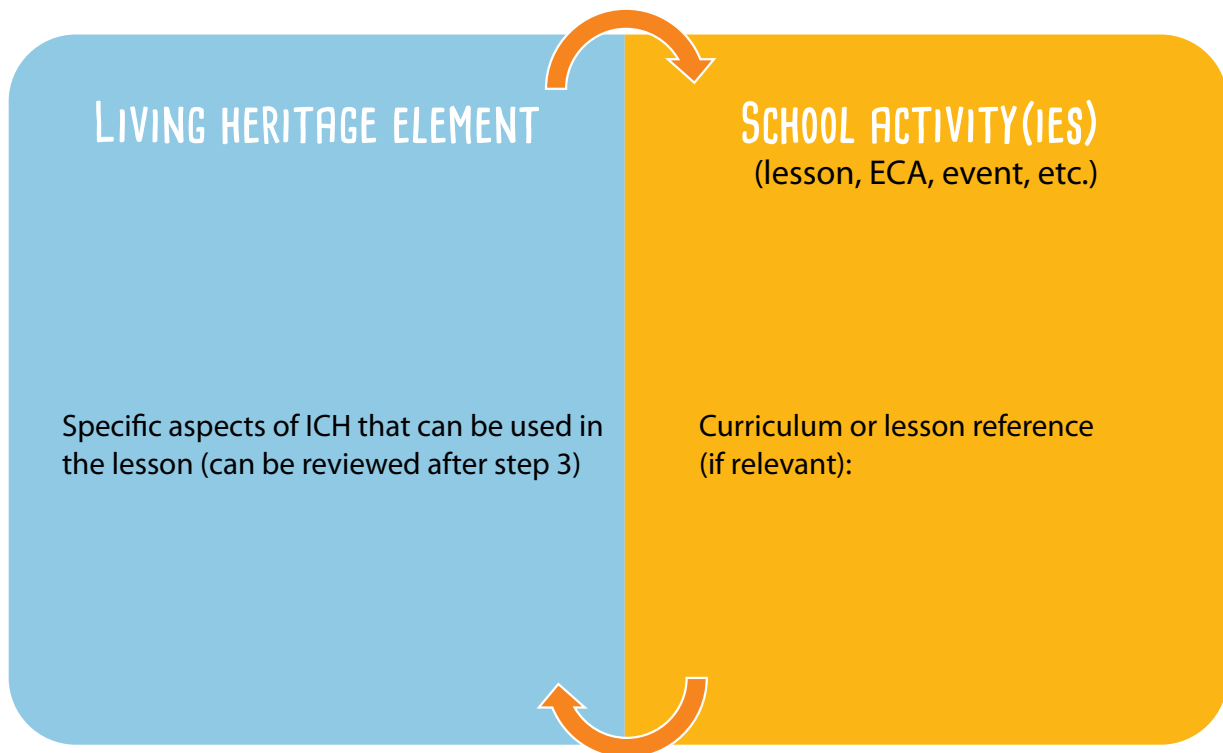 LIVING HERITAGE ELEMENT
Specific aspects of ICH that can be used in
the lesson (can be reviewed after step 3)
SCHOOL ACTIVITY(IES)
(lesson, ECA, event, etc.)
Curriculum or lesson reference
(if relevant):